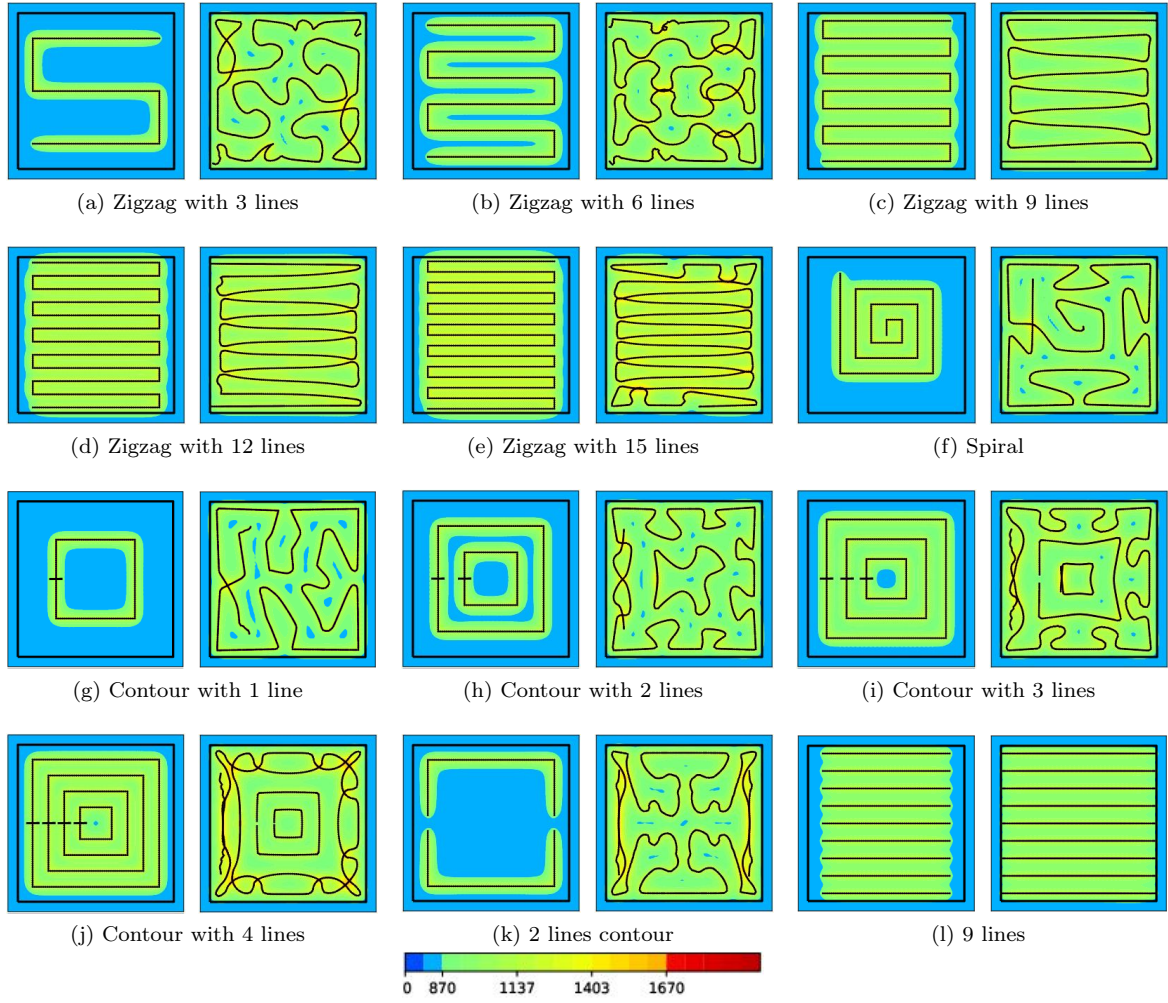 (a) Zigzag with 3 lines
(b) Zigzag with 6 lines
(c) Zigzag with 9 lines
(d) Zigzag with 12 lines
(e) Zigzag with 15 lines
(f) Spiral
(g) Contour with 1 line
(h) Contour with 2 lines
(i) Contour with 3 lines
(j) Contour with 4 lines
(k) 2 lines contour
(l) 9 lines
0 870 1137 1403 1670